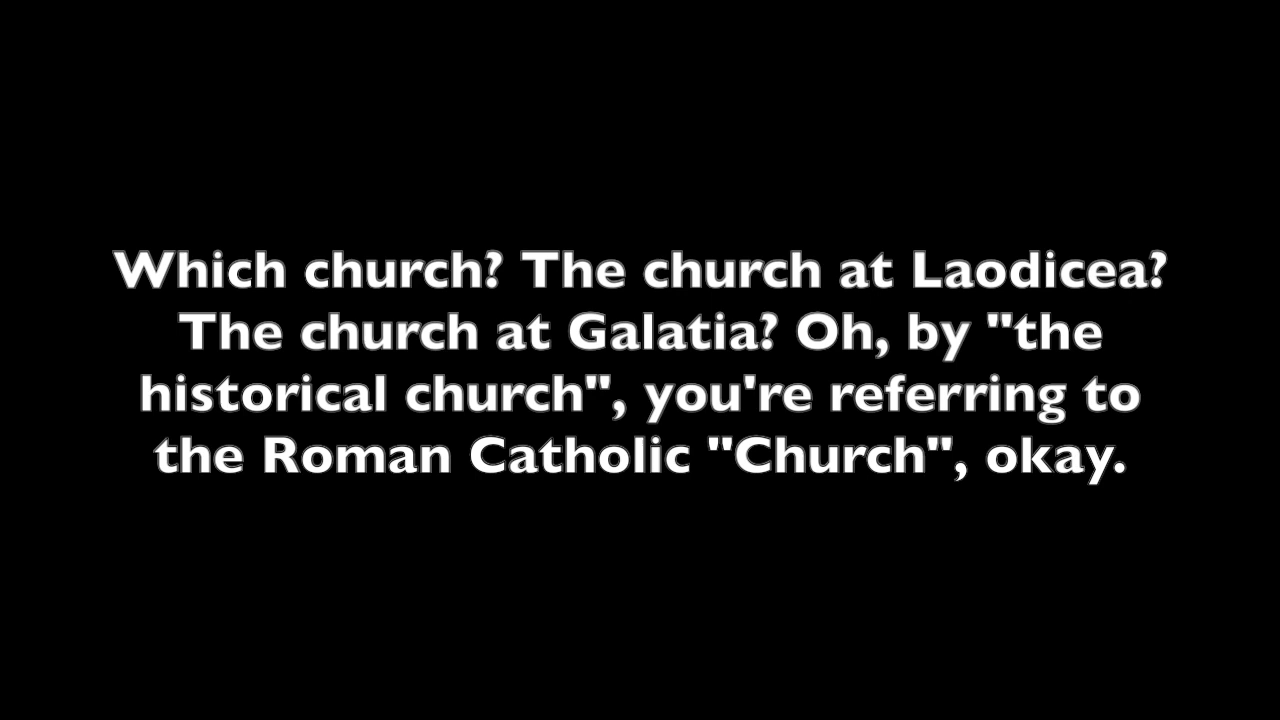 Which church? The church at Laodicea?
The church at Galatia? Oh, by "the
historical church", you're referring to
the Roman Catholic "Church", okay.